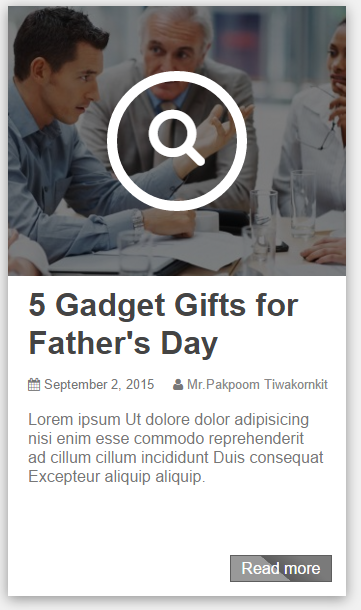 5 Gadget Gifts for
Father's Day
September 2, 2015 Mr.Pakpoom Tiwakornkit
Lorem ipsum Ut dolore dolor adipisicing
nisi enim esse commodo reprehenderit
ad cillum cillum incididunt Duis consequat
Excepteur aliquip aliquip.
Read more